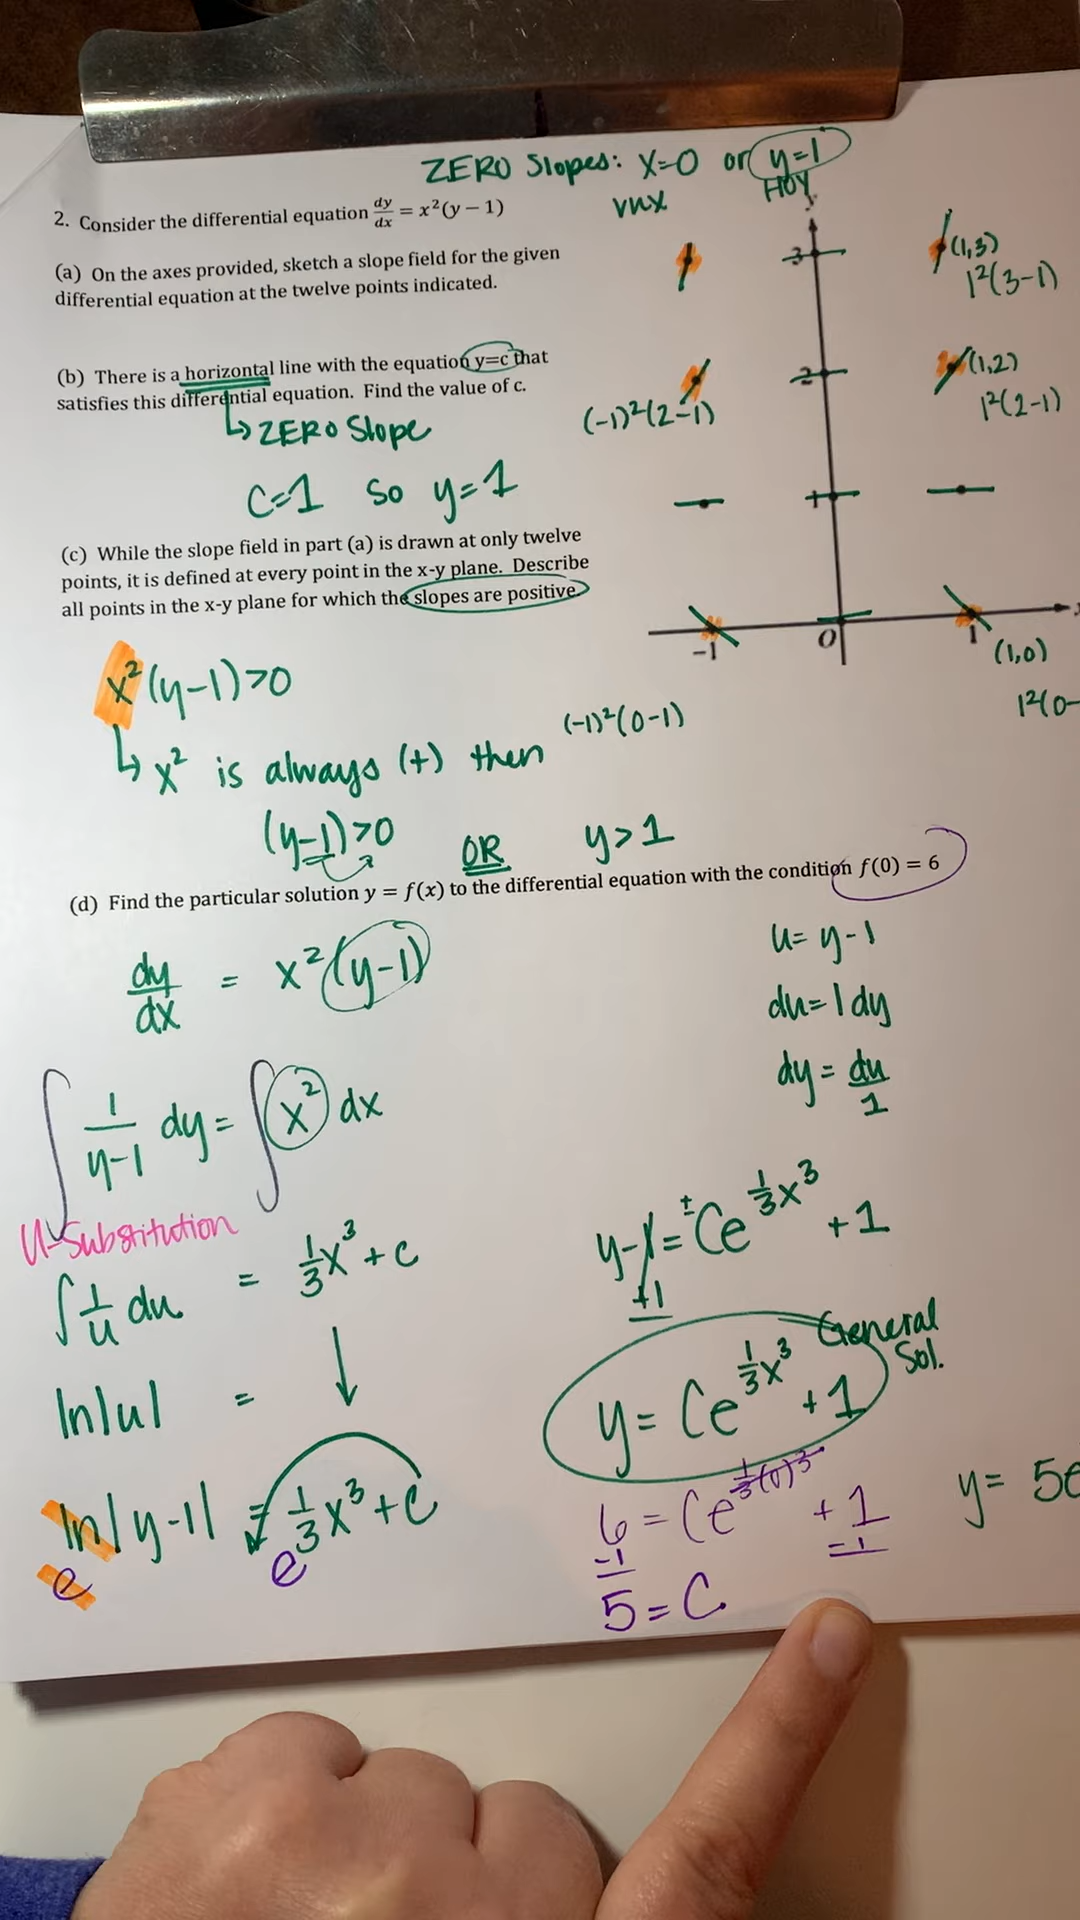 ZERO Slopes: x=0 or y=1
VUX HOY
2. Consider the differential equation dy/dx = x²(y − 1)
(a) On the axes provided, sketch a slope field for the given
differential equation at the twelve points indicated.
3
(1,3)
1²(3-1)
(b) There is a horizontal line with the equation y=c that
satisfies this differential equation. Find the value of c.
↳ ZERO Slope
C=1 so y=1
2
(1,2)
1²(2-1)
(-1)²(2-1)
(c) While the slope field in part (a) is drawn at only twelve
points, it is defined at every point in the x-y plane. Describe
all points in the x-y plane for which the slopes are positive.
-1 O 1
(1,0)
1²(0-
(-1)²(0-1)
x²(y-1)>0
↳ x² is always (+) then
(y-1)>0 OR y>1
(d) Find the particular solution y = f(x) to the differential equation with the condition f(0) = 6
dy/dx = x²(y-1)
∫ 1/(y-1) dy = ∫ x² dx
U-Substitution
∫ 1/u du = 1/3 x³ + c
ln|u| = ↓
ln|y-1| = 1/3 x³ + C
e e
u= y-1
du=1dy
dy= du/1
y-1 = ±Ce^(1/3 x³) +1
+1
General
Sol.
y= Ce^(1/3 x³) +1
6 = Ce^(1/3 (0)³) +1
-1 -1
5=C
y= 5e